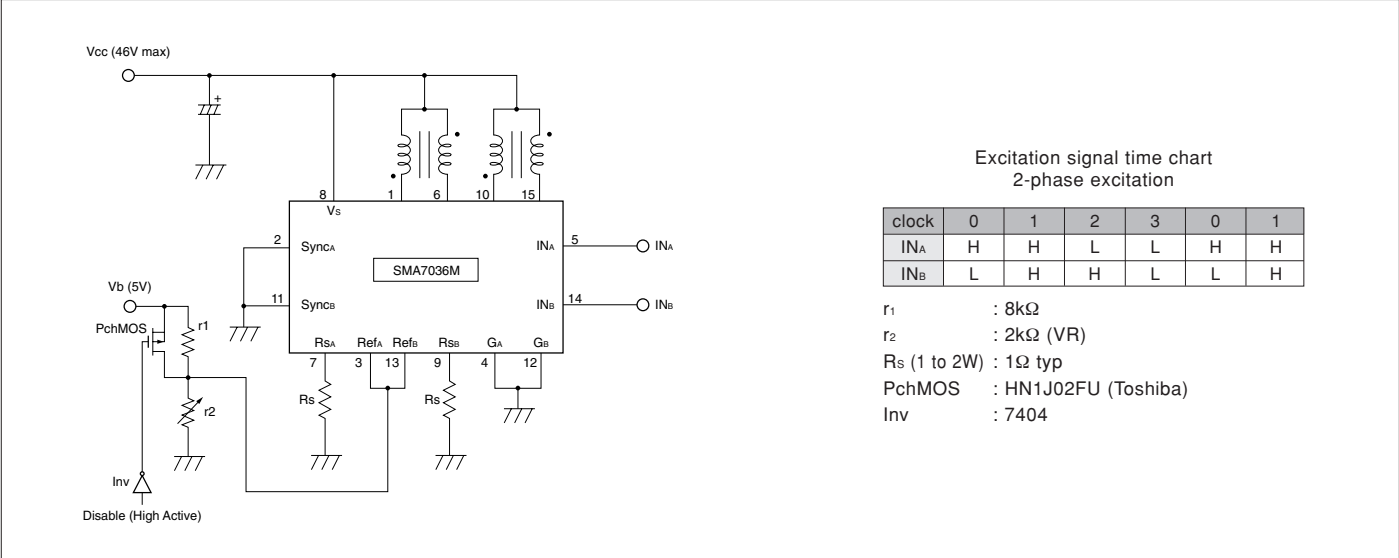 Vcc (46V max)
+
8
1
6
10
15
Vs
2
SyncA
INA
5
INA
SMA7036M
Vb (5V)
11
SyncB
INB
14
INB
PchMOS
r1
RsA
RefA
RefB
RsB
GA
GB
7
3
13
9
4
12
Rs
Rs
r2
Inv
Disable (High Active)
Excitation signal time chart
2-phase excitation
clock 0 1 2 3 0 1
INA H H L L H H
INB L H H L L H
r1 : 8kΩ
r2 : 2kΩ (VR)
Rs (1 to 2W) : 1Ω typ
PchMOS : HN1J02FU (Toshiba)
Inv : 7404